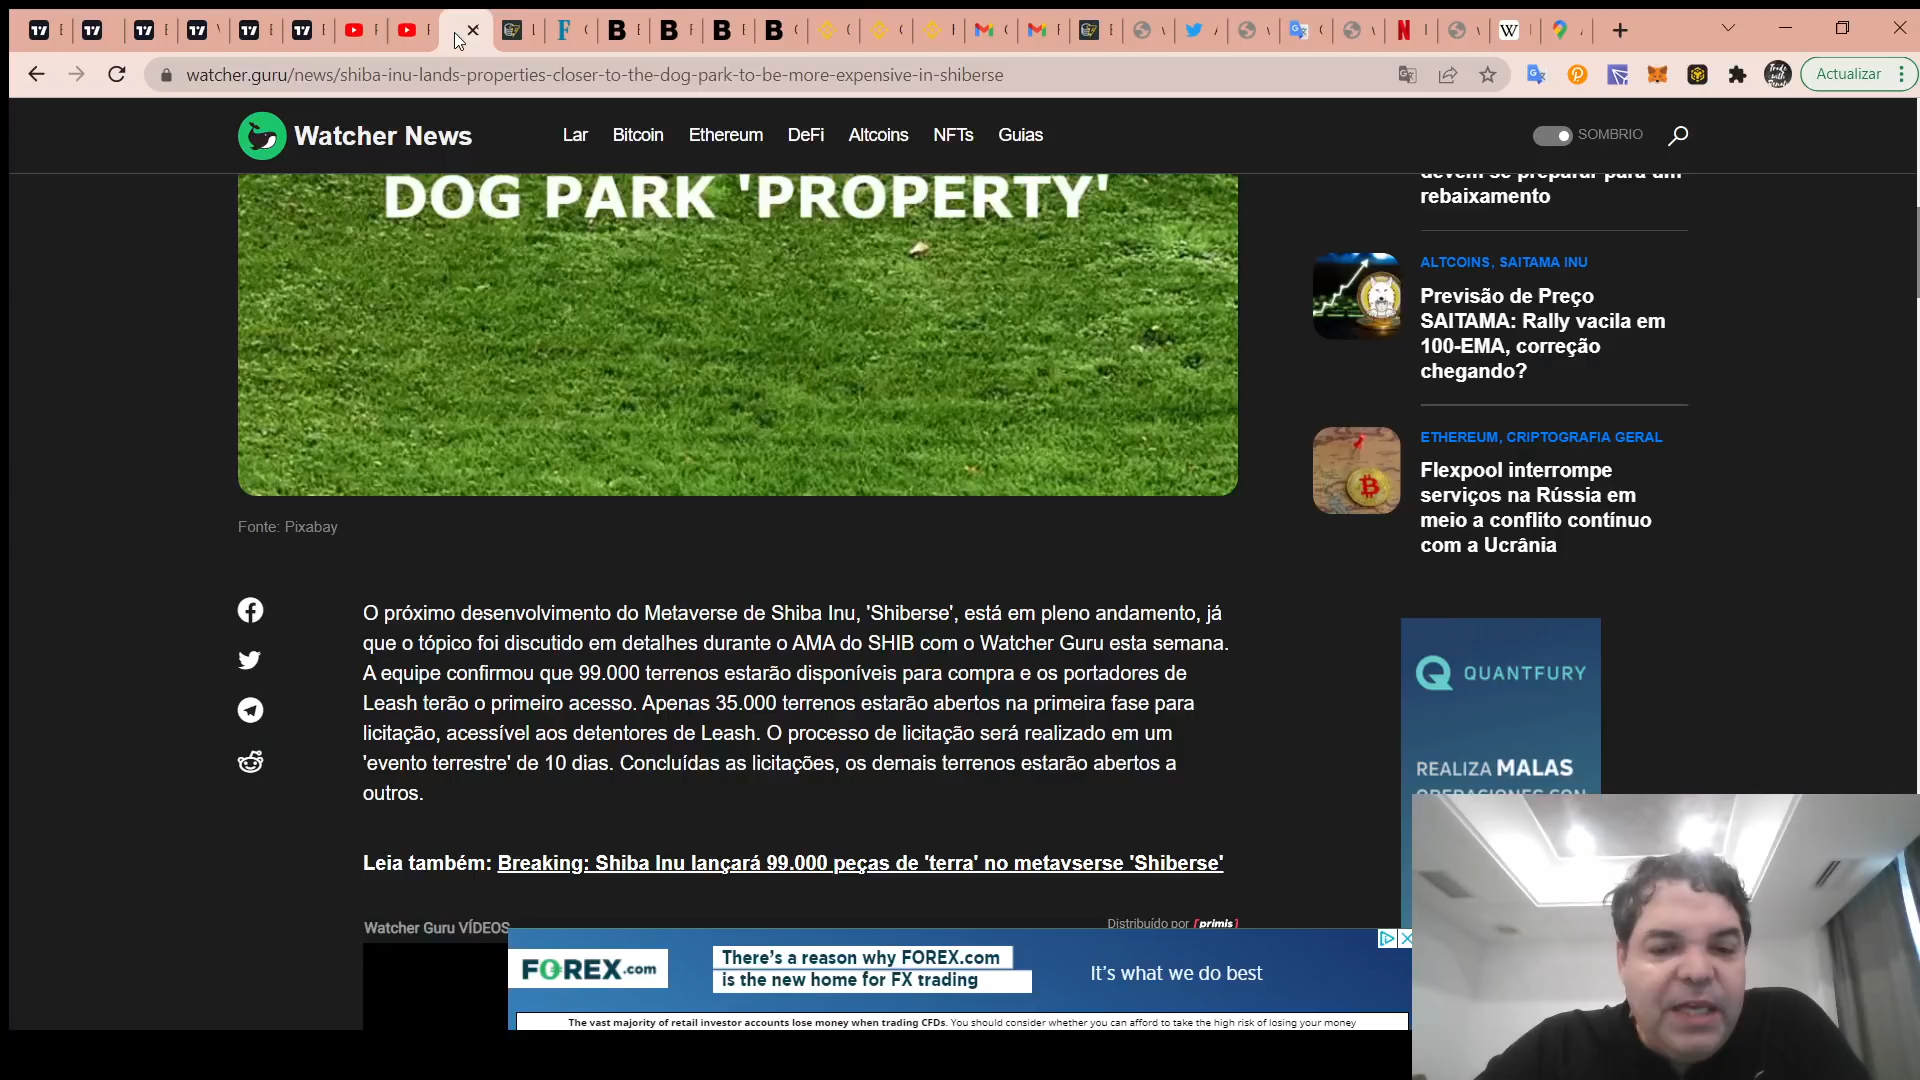 watcher.guru/news/shiba-inu-lands-properties-closer-to-the-dog-park-to-be-more-expensive-in-shiberse
Actualizar
Watcher News
Lar
Bitcoin
Ethereum
DeFi
Altcoins
NFTs
Guias
SOMBRIO
DOG PARK 'PROPERTY'
Fonte: Pixabay
O próximo desenvolvimento do Metaverse de Shiba Inu, 'Shiberse', está em pleno andamento, já
que o tópico foi discutido em detalhes durante o AMA do SHIB com o Watcher Guru esta semana.
A equipe confirmou que 99.000 terrenos estarão disponíveis para compra e os portadores de
Leash terão o primeiro acesso. Apenas 35.000 terrenos estarão abertos na primeira fase para
licitação, acessível aos detentores de Leash. O processo de licitação será realizado em um
'evento terrestre' de 10 dias. Concluídas as licitações, os demais terrenos estarão abertos a
outros.
Leia também: Breaking: Shiba Inu lançará 99.000 peças de 'terra' no metavserse 'Shiberse'
Watcher Guru VÍDEOS
Distribuído por [primis]
devem se preparar para um
rebaixamento
ALTCOINS, SAITAMA INU
Previsão de Preço
SAITAMA: Rally vacila em
100-EMA, correção
chegando?
ETHEREUM, CRIPTOGRAFIA GERAL
Flexpool interrompe
serviços na Rússia em
meio a conflito contínuo
com a Ucrânia
QUANTFURY
REALIZA MALAS
OPERACIONES CON
FOREX.com
There's a reason why FOREX.com
is the new home for FX trading
It's what we do best
The vast majority of retail investor accounts lose money when trading CFDs. You should consider whether you can afford to take the high risk of losing your money